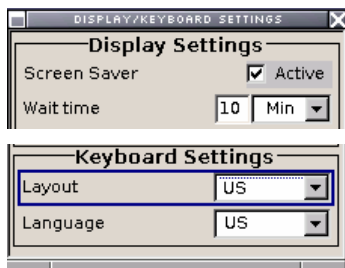 DISPLAY/KEYBOARD SETTINGS
Display Settings
Screen Saver Active
Wait time 10 Min
Keyboard Settings
Layout US
Language US